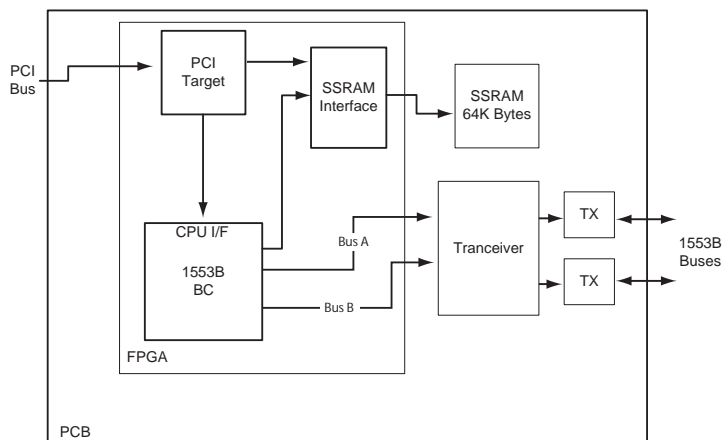 PCI
Bus
PCI
Target
SSRAM
Interface
SSRAM
64K Bytes
CPU I/F
1553B
BC
Bus A
Bus B
Tranceiver
TX
TX
1553B
Buses
FPGA
PCB